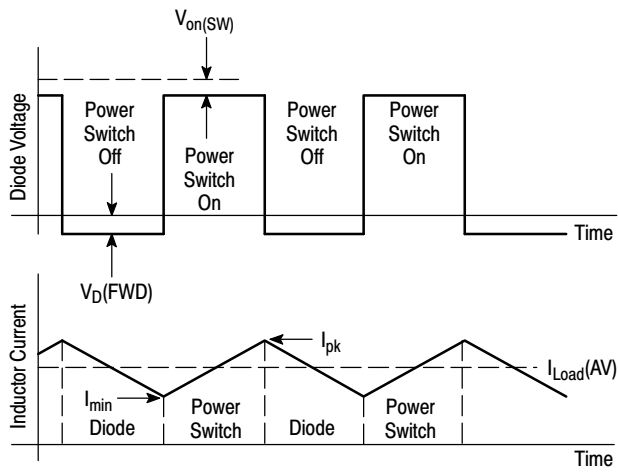 Von(SW)
Diode Voltage
Power
Switch
Off
Power
Switch
On
Power
Switch
Off
Power
Switch
On
Time
VD(FWD)
Inductor Current
Ipk
ILoad(AV)
Imin
Diode
Power
Switch
Diode
Power
Switch
Time